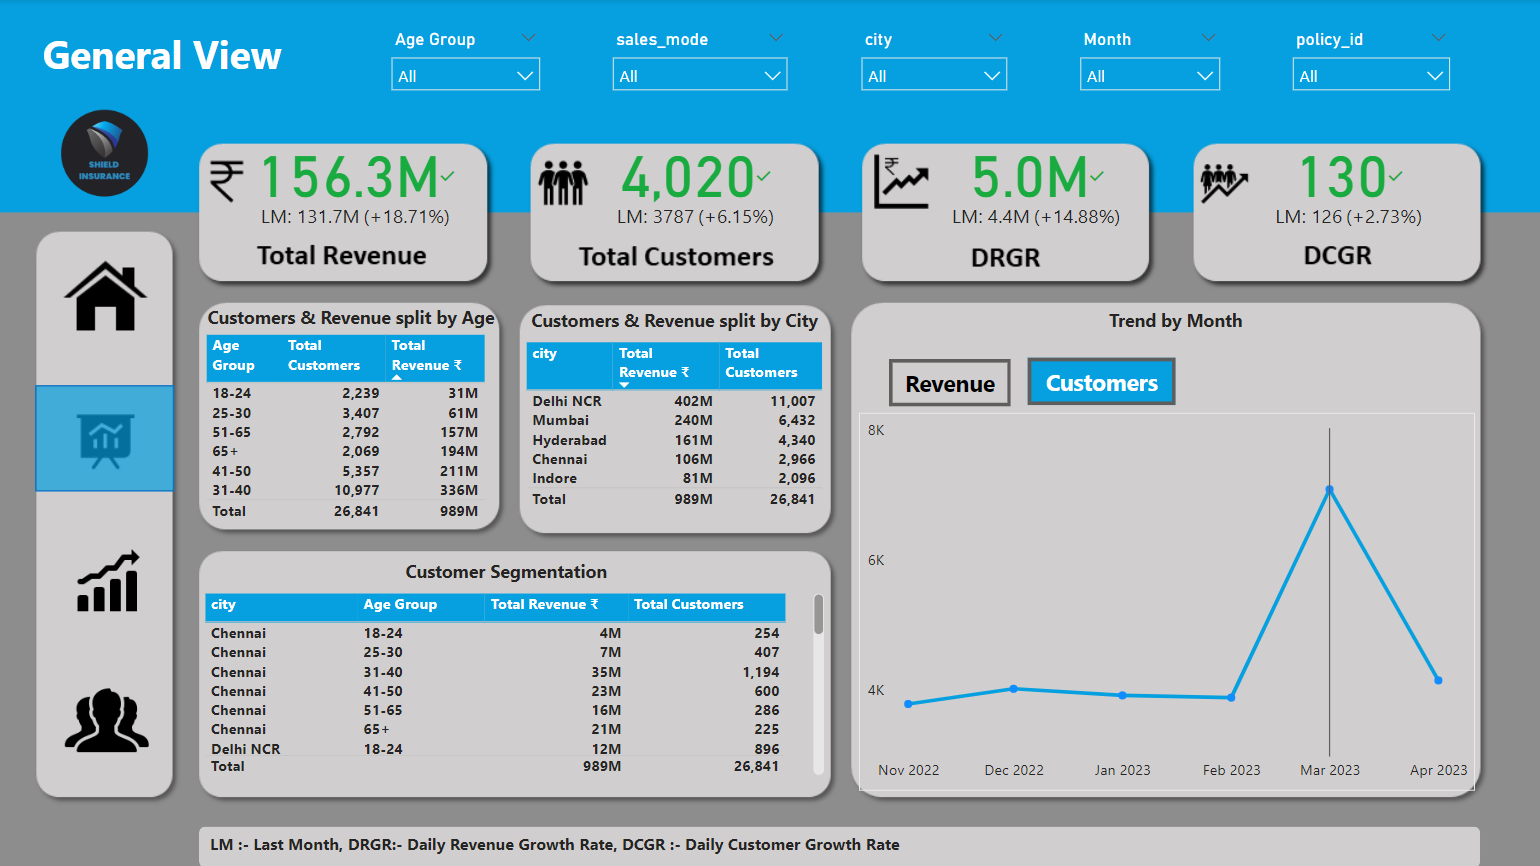 General View
Age Group
sales_mode
city
Month
policy_id
All
All
All
All
All
SHIELD
INSURANCE
₹ 156.3M
LM: 131.7M (+18.71%)
Total Revenue
4,020
LM: 3787 (+6.15%)
Total Customers
₹ 5.0M
LM: 4.4M (+14.88%)
DRGR
130
LM: 126 (+2.73%)
DCGR
Customers & Revenue split by Age
Age Group Total Customers Total Revenue ₹
18-24 2,239 31M
25-30 3,407 61M
51-65 2,792 157M
65+ 2,069 194M
41-50 5,357 211M
31-40 10,977 336M
Total 26,841 989M
Customers & Revenue split by City
city Total Revenue ₹ Total Customers
Delhi NCR 402M 11,007
Mumbai 240M 6,432
Hyderabad 161M 4,340
Chennai 106M 2,966
Indore 81M 2,096
Total 989M 26,841
Customer Segmentation
city Age Group Total Revenue ₹ Total Customers
Chennai 18-24 4M 254
Chennai 25-30 7M 407
Chennai 31-40 35M 1,194
Chennai 41-50 23M 600
Chennai 51-65 16M 286
Chennai 65+ 21M 225
Delhi NCR 18-24 12M 896
Total 989M 26,841
Trend by Month
Revenue
Customers
8K
6K
4K
Nov 2022 Dec 2022 Jan 2023 Feb 2023 Mar 2023 Apr 2023
LM :- Last Month, DRGR:- Daily Revenue Growth Rate, DCGR :- Daily Customer Growth Rate